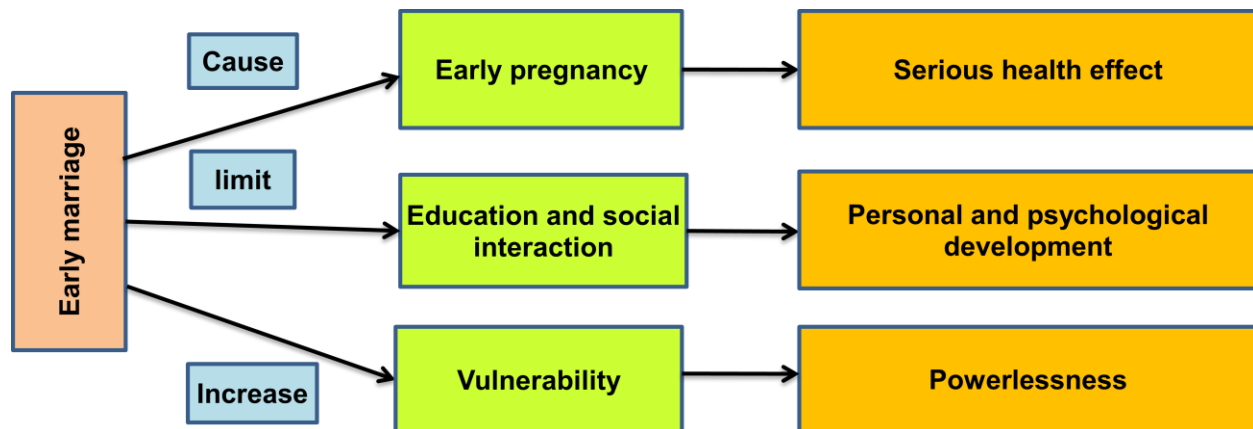 Early marriage
Cause
Early pregnancy
Serious health effect
limit
Education and social
interaction
Personal and psychological
development
Increase
Vulnerability
Powerlessness